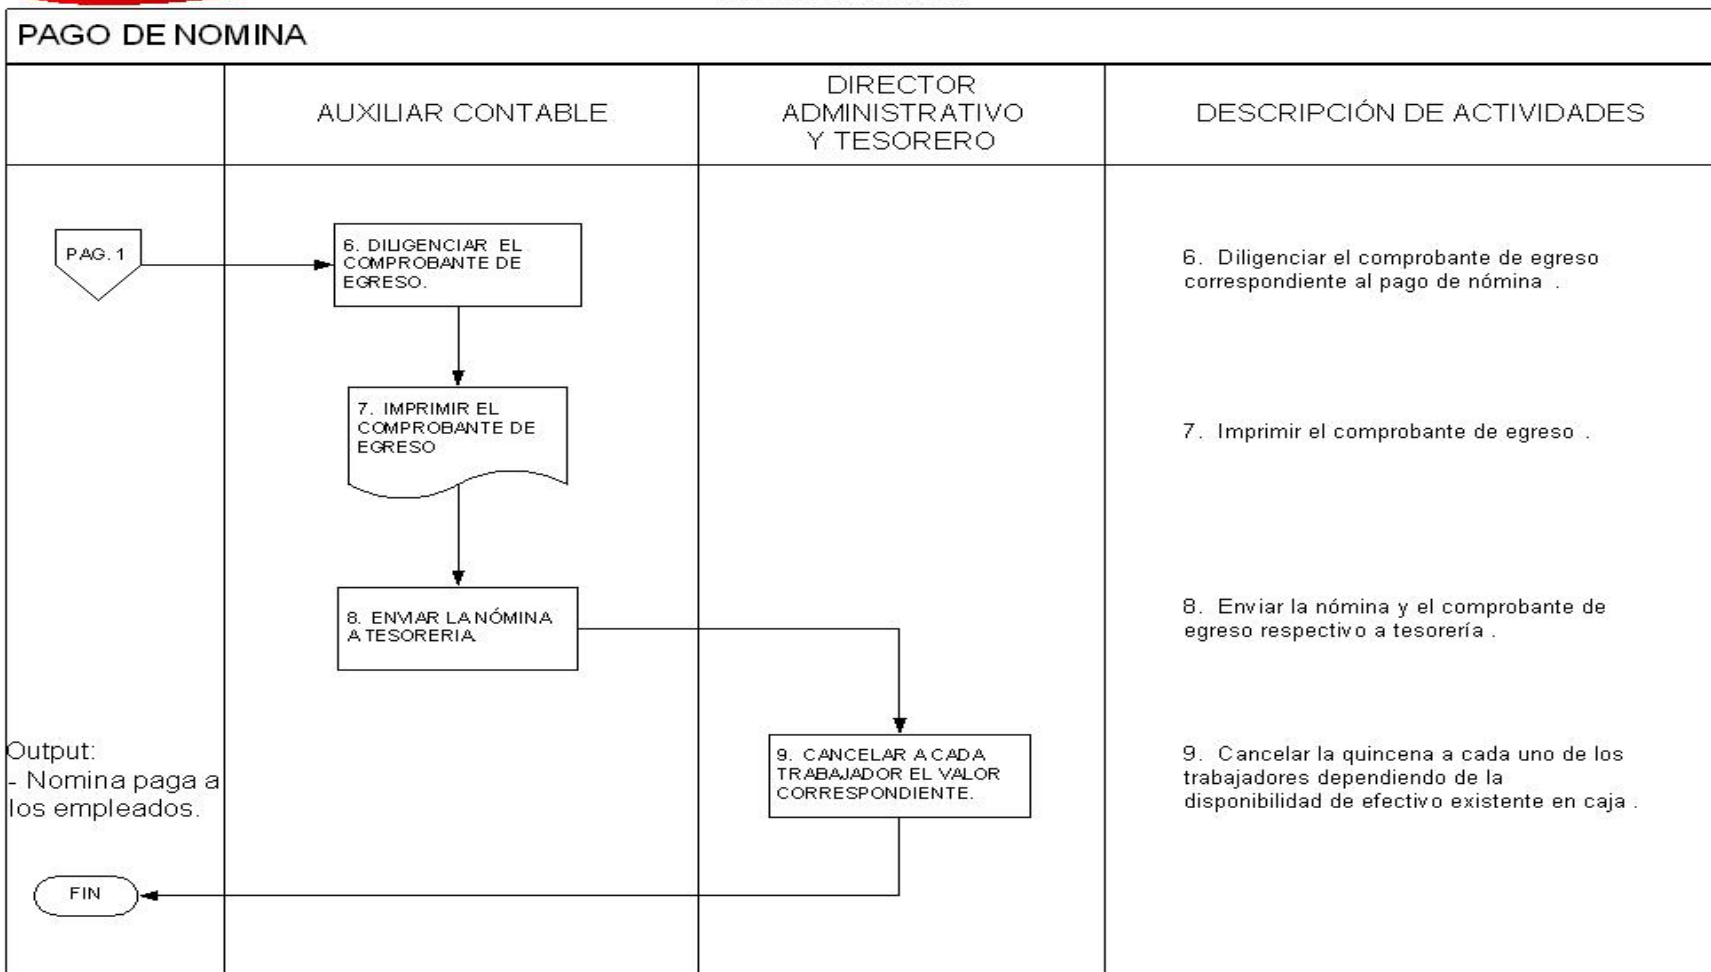 PAGO DE NOMINA
AUXILIAR CONTABLE
DIRECTOR
ADMINISTRATIVO
Y TESORERO
DESCRIPCIÓN DE ACTIVIDADES
PAG. 1
6. DILIGENCIAR EL
COMPROBANTE DE
EGRESO.
6. Diligenciar el comprobante de egreso
correspondiente al pago de nómina .
7. IMPRIMIR EL
COMPROBANTE DE
EGRESO
7. Imprimir el comprobante de egreso .
8. ENVIAR LA NÓMINA
A TESORERIA.
8. Enviar la nómina y el comprobante de
egreso respectivo a tesorería .
Output:
- Nomina paga a
los empleados.
9. CANCELAR A CADA
TRABAJADOR EL VALOR
CORRESPONDIENTE.
9. Cancelar la quincena a cada uno de los
trabajadores dependiendo de la
disponibilidad de efectivo existente en caja .
FIN